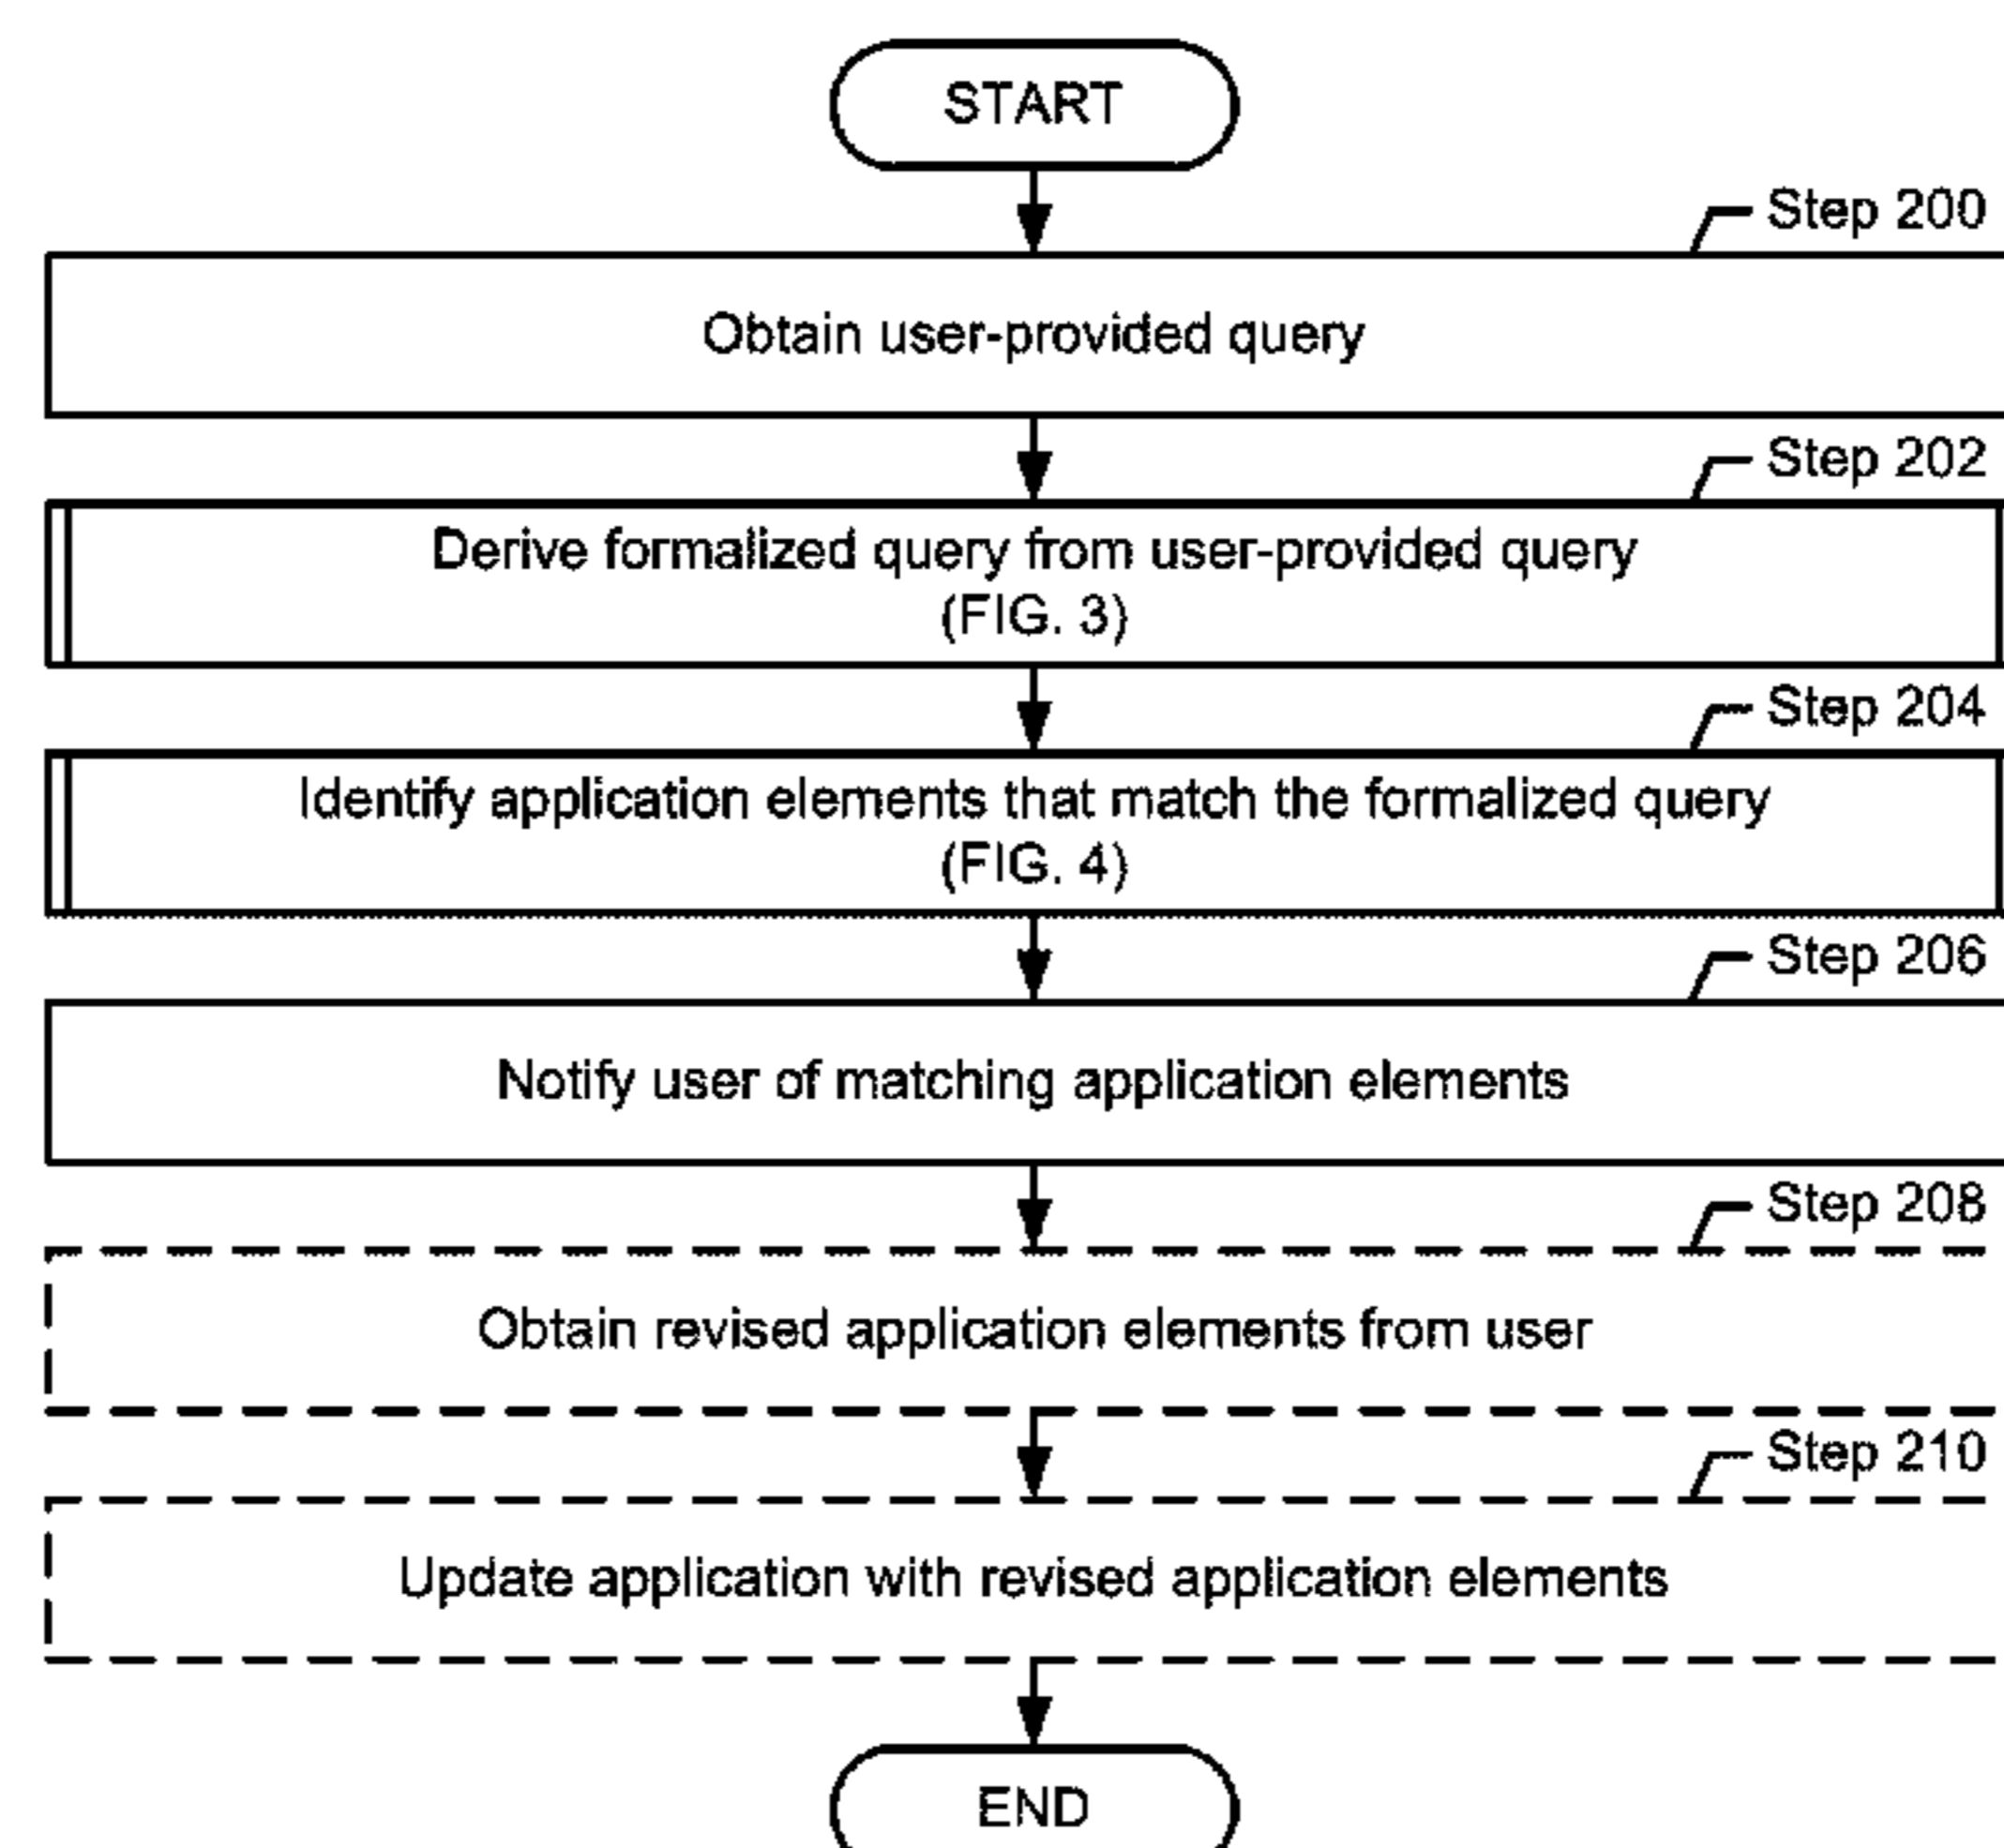 START
Step 200
Obtain user-provided query
Step 202
Derive formalized query from user-provided query
(FIG. 3)
Step 204
Identify application elements that match the formalized query
(FIG. 4)
Step 206
Notify user of matching application elements
Step 208
Obtain revised application elements from user
Step 210
Update application with revised application elements
END